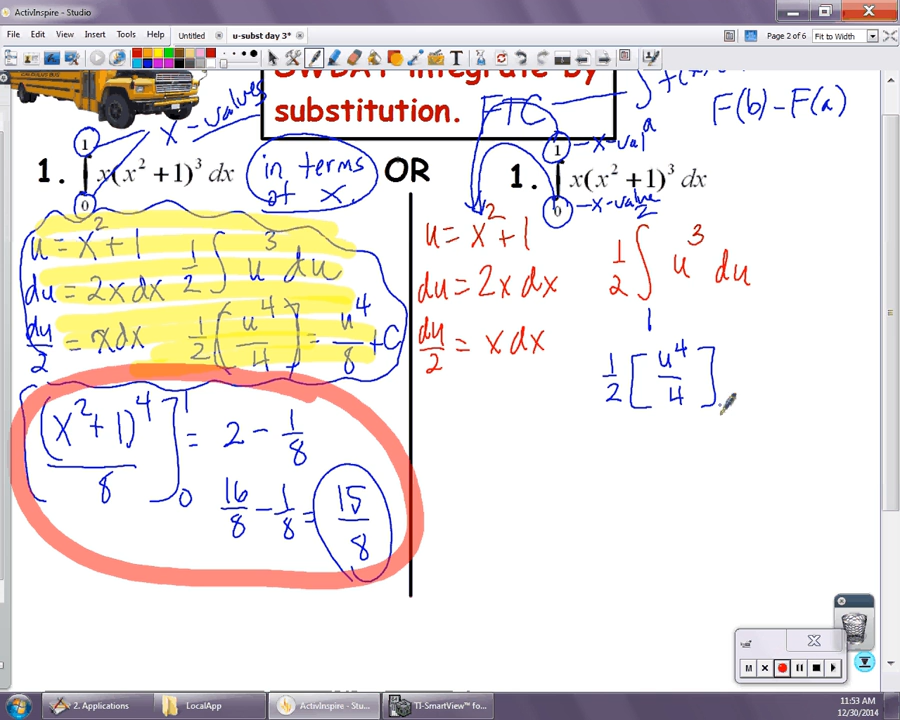 ActivInspire - Studio
File Edit View Insert Tools Help
Untitled
u-subst day 3*
Page 2 of 6
Fit to Width
SWBAT integrate by
substitution.
FTC
∫ f(x)
F(b) - F(a)
x-values
1
1. ∫ x(x² + 1)³ dx
0
in terms
of x.
u = x² + 1
du = 2x dx
du/2 = x dx
1/2 ∫ u³ du
1/2 (u⁴/4) = u⁴/8 + C
[(x² + 1)⁴/8]₀¹ = 2 - 1/8
16/8 - 1/8 = 15/8
OR
1 - x-val
1. ∫ x(x² + 1)³ dx
0 - x-value
u = x² + 1
du = 2x dx
du/2 = x dx
2
1/2 ∫ u³ du
1
1/2 [u⁴/4]
2. Applications
LocalApp
ActivInspire - Stu...
TI-SmartView™ fo...
11:53 AM
12/30/2014